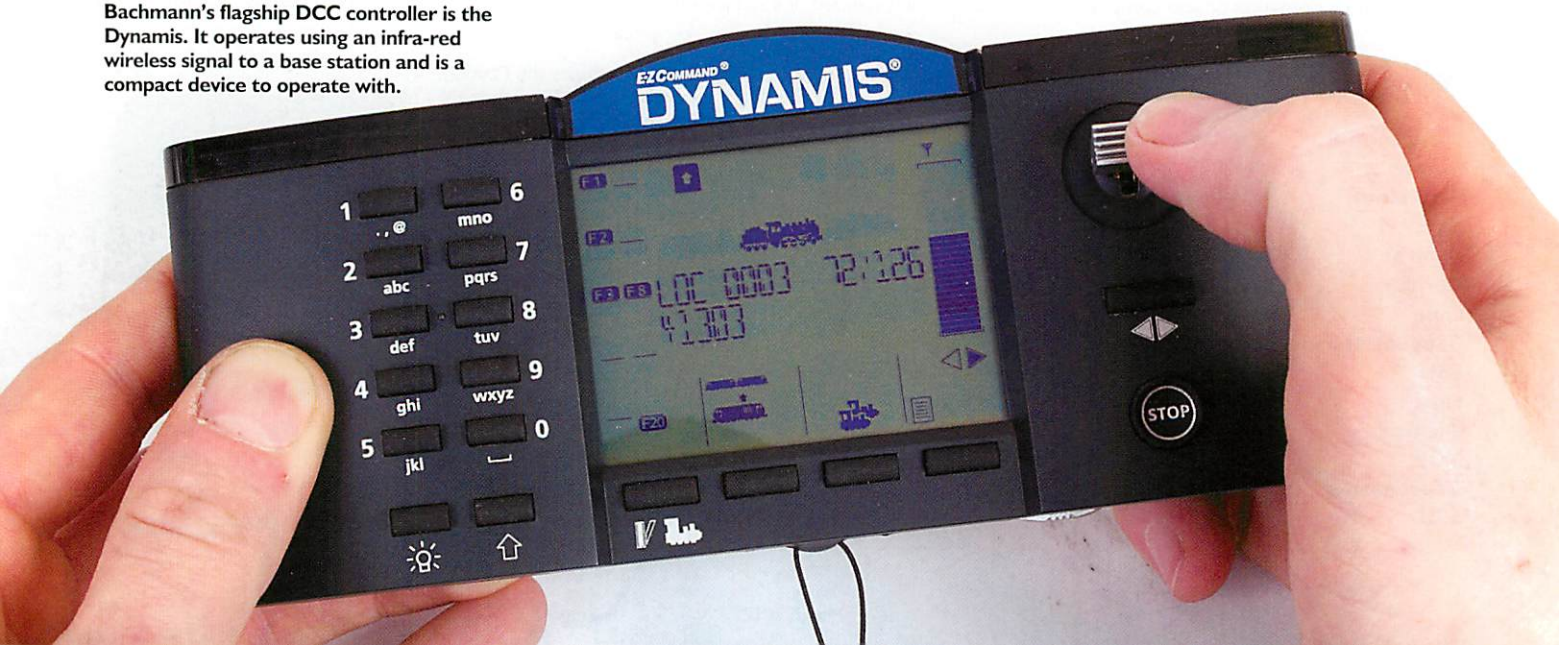 Bachmann's flagship DCC controller is the
Dynamis. It operates using an infra-red
wireless signal to a base station and is a
compact device to operate with.
E-Z COMMAND®
DYNAMIS®
F1
F2
F3 F8 LOC 0003 72/126
41303
F20
1 6
.,@ mno
2 7
abc pqrs
3 8
def tuv
4 9
ghi wxyz
5 0
jkl
STOP